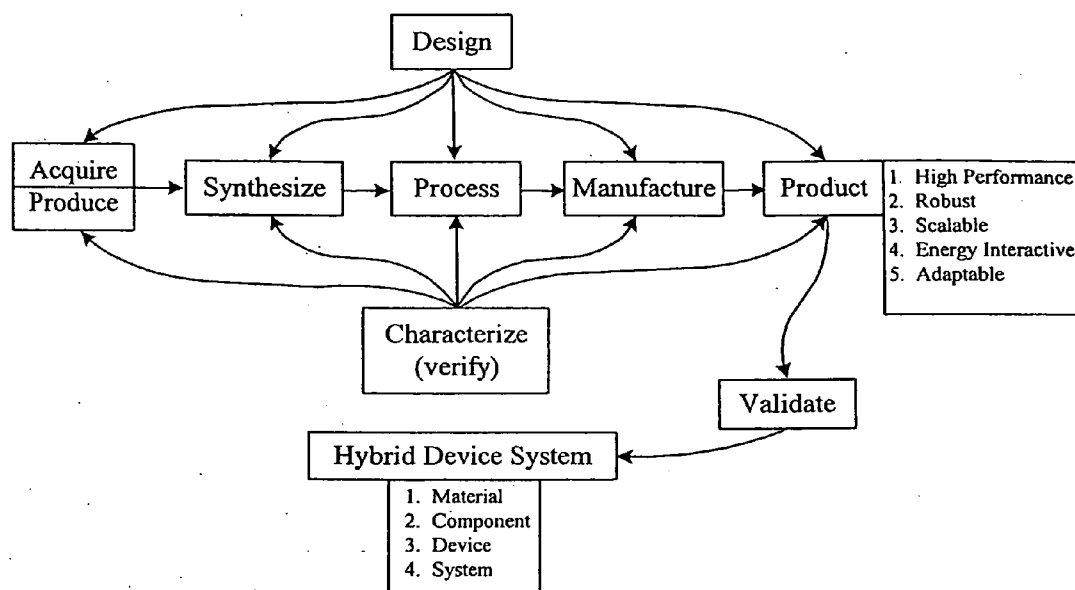 Design
Acquire
Produce
Synthesize
Process
Manufacture
Product
1. High Performance
2. Robust
3. Scalable
4. Energy Interactive
5. Adaptable
Characterize
(verify)
Validate
Hybrid Device System
1. Material
2. Component
3. Device
4. System